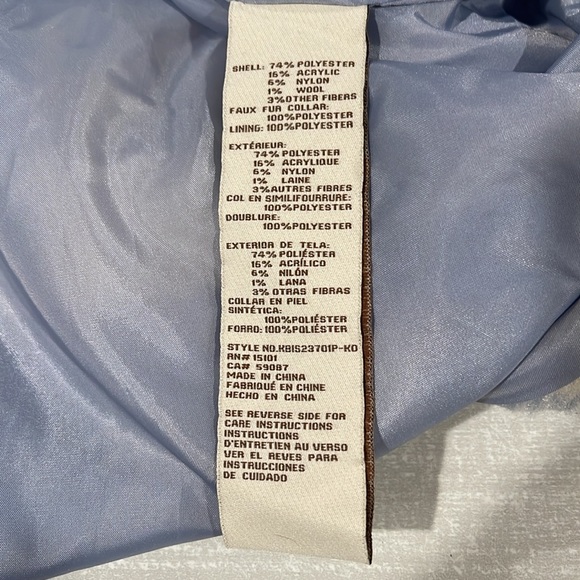 SHELL: 74% POLYESTER
16% ACRYLIC
6% NYLON
1% WOOL
3% OTHER FIBERS
FAUX FUR COLLAR:
100% POLYESTER
LINING: 100% POLYESTER
EXTÉRIEUR:
74% POLYESTER
16% ACRYLIQUE
6% NYLON
1% LAINE
3% AUTRES FIBRES
COL EN SIMILIFOURRURE:
100% POLYESTER
DOUBLURE:
100% POLYESTER
EXTERIOR DE TELA:
74% POLIÉSTER
16% ACRÍLICO
6% NILÓN
1% LANA
3% OTRAS FIBRAS
COLLAR EN PIEL
SINTÉTICA:
100% POLIÉSTER
FORRO: 100% POLIÉSTER
STYLE NO.KBIS23701P-KO
RN# 15101
CA# 59087
MADE IN CHINA
FABRIQUÉ EN CHINE
HECHO EN CHINA
SEE REVERSE SIDE FOR
CARE INSTRUCTIONS
INSTRUCTIONS
D'ENTRETIEN AU VERSO
VER EL REVES PARA
INSTRUCCIONES
DE CUIDADO